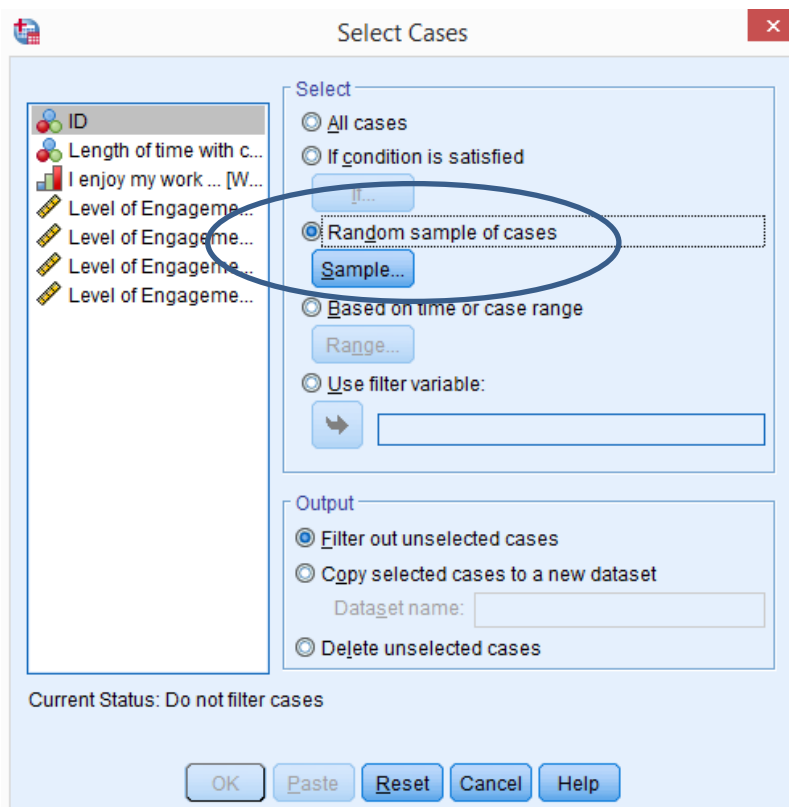 Select Cases
ID
Length of time with c...
I enjoy my work ... [W...
Level of Engageme...
Level of Engageme...
Level of Engageme...
Level of Engageme...
Select
All cases
If condition is satisfied
If...
Random sample of cases
Sample...
Based on time or case range
Range...
Use filter variable:
Output
Filter out unselected cases
Copy selected cases to a new dataset
Dataset name:
Delete unselected cases
Current Status: Do not filter cases
OK Paste Reset Cancel Help